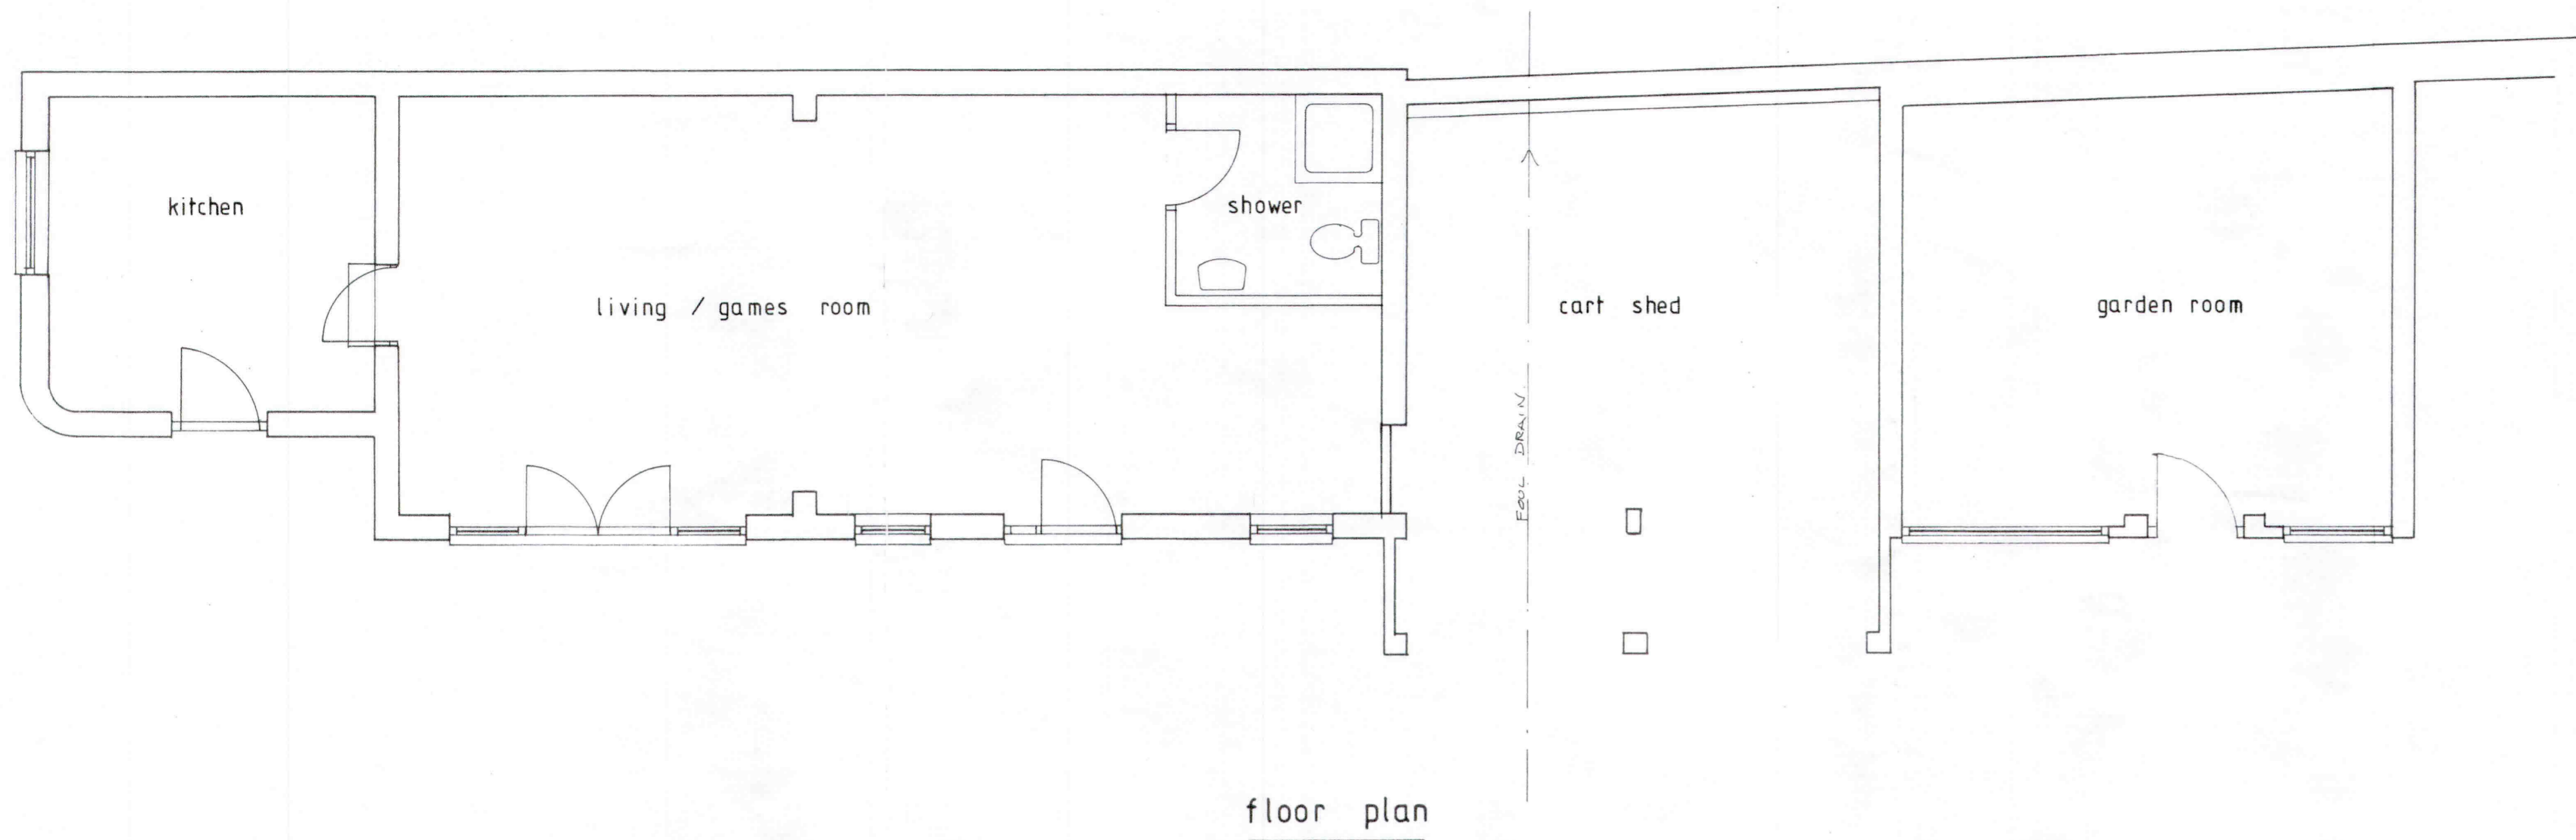 kitchen
shower
living / games room
cart shed
garden room
FOUL DRAIN.
floor plan